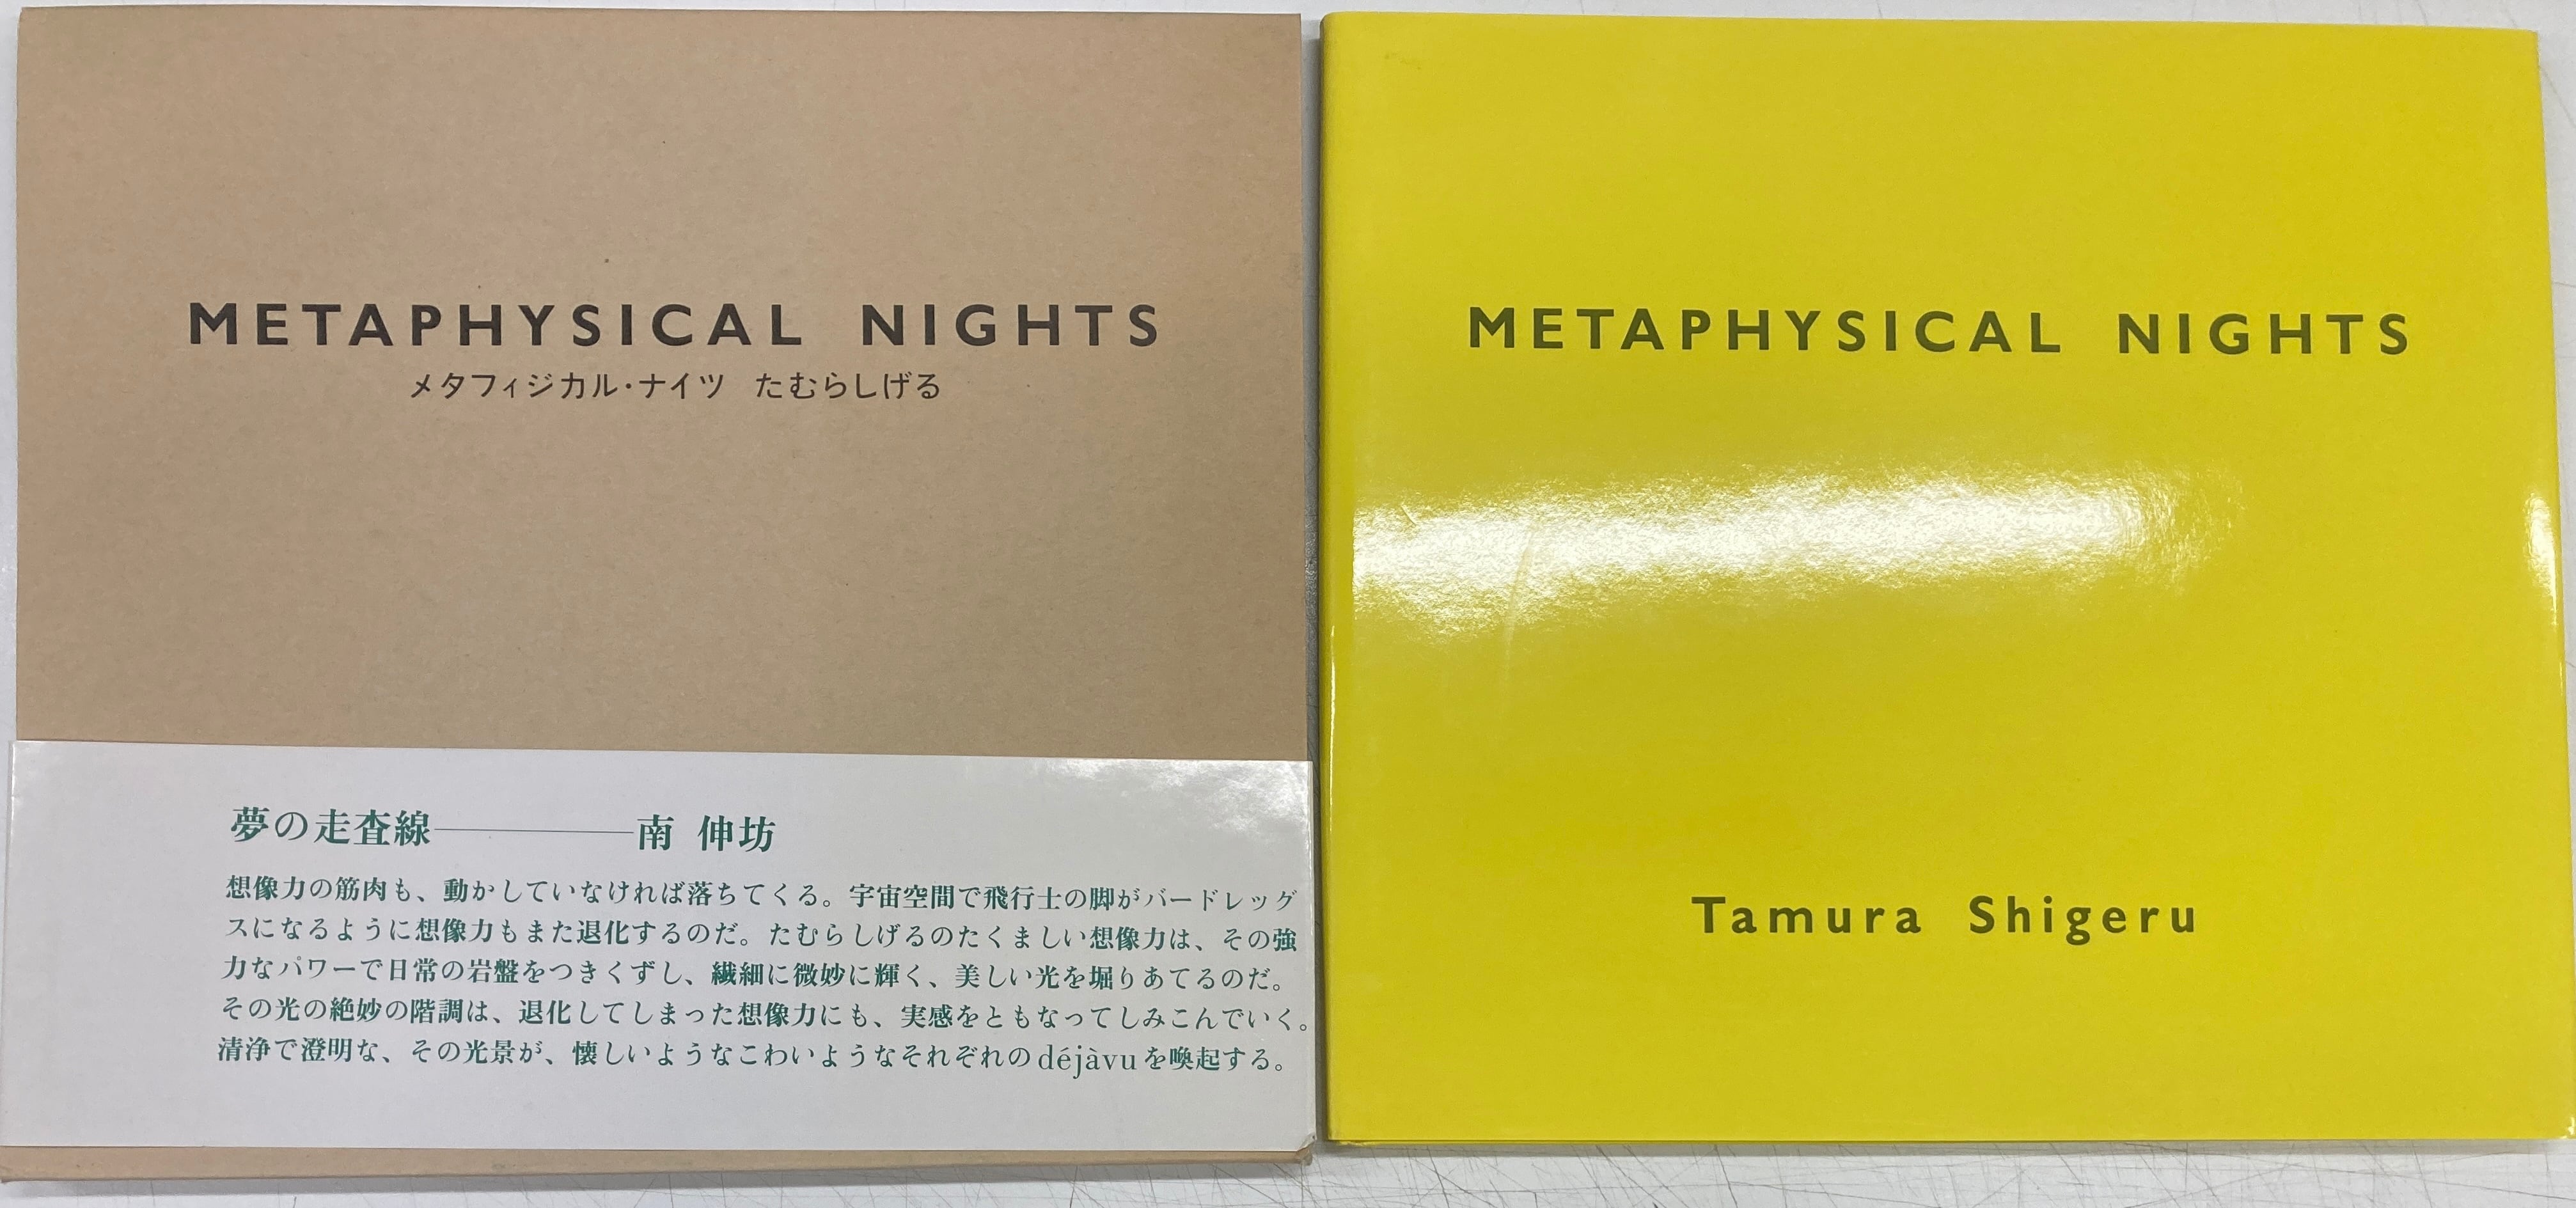 METAPHYSICAL NIGHTS
メタフィジカル・ナイツ たむらしげる
夢の走査線────南 伸坊
想像力の筋肉も、動かしていなければ落ちてくる。宇宙空間で飛行士の脚がバードレッグ
スになるように想像力もまた退化するのだ。たむらしげるのたくましい想像力は、その強
力なパワーで日常の岩盤をつきくずし、繊細に微妙に輝く、美しい光を堀りあてるのだ。
その光の絶妙の階調は、退化してしまった想像力にも、実感をともなってしみこんでいく。
清浄で澄明な、その光景が、懐しいようなこわいようなそれぞれのdéjàvuを喚起する。
METAPHYSICAL NIGHTS
Tamura Shigeru